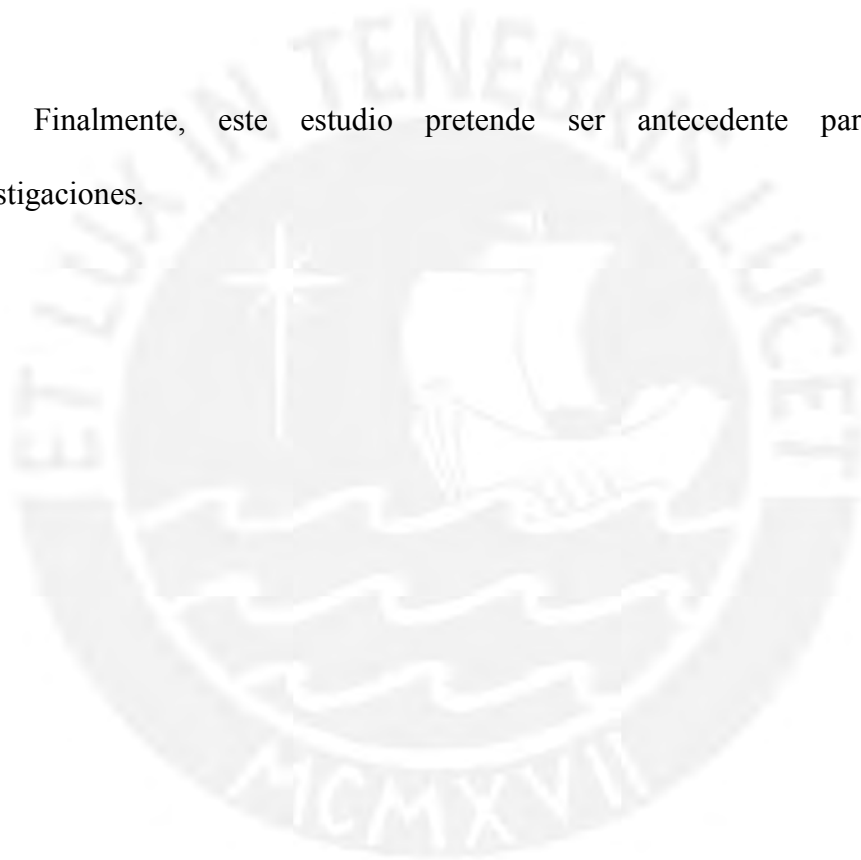 ET LUX IN TENEBRIS LUCET
Finalmente, este estudio pretende ser antecedente par
stigaciones.
MCMXVII